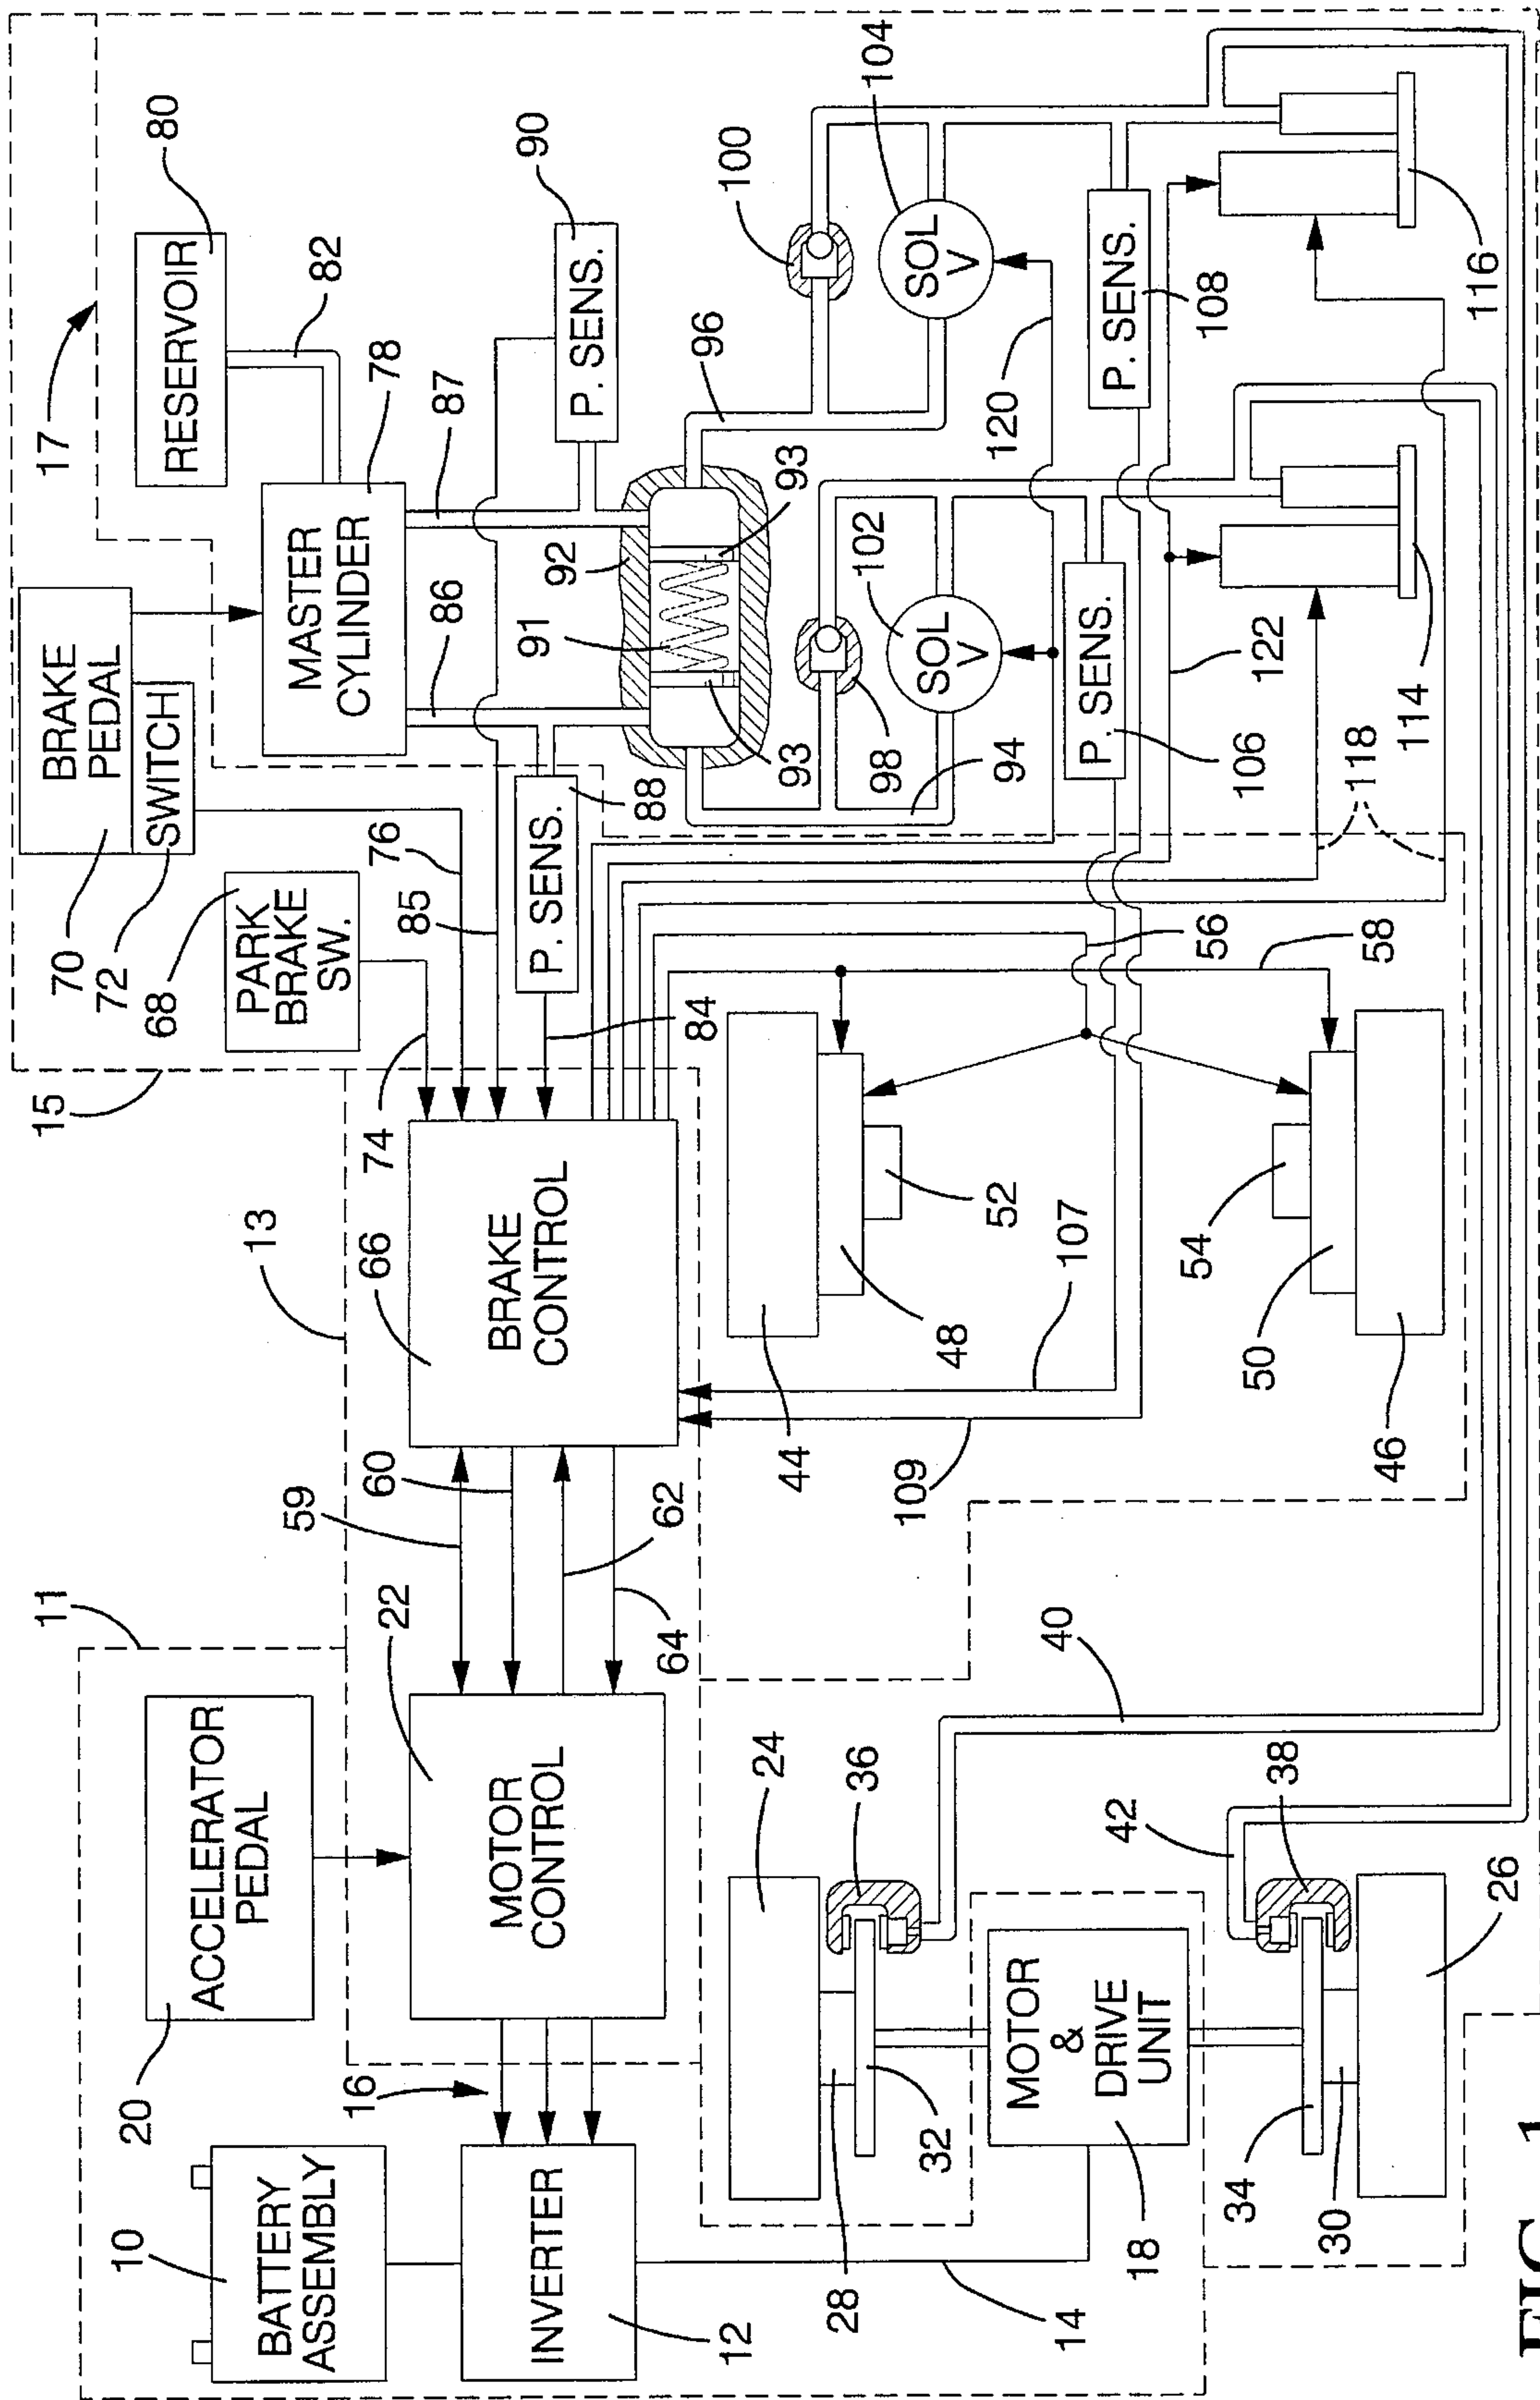 FIG. 1
11
13
15
17
10
BATTERY
ASSEMBLY
INVERTER
12
14
16
20
ACCELERATOR
PEDAL
MOTOR
CONTROL
22
59
60
62
64
66
BRAKE
CONTROL
74
76
85
84
68
PARK
BRAKE
SW.
70
BRAKE
PEDAL
72
SWITCH
MASTER
CYLINDER
78
RESERVOIR
80
82
86
87
P. SENS.
88
P. SENS.
90
91
92
93
93
94
96
98
100
SOL
V
102
SOL
V
104
P. SENS.
106
P. SENS.
108
120
122
118
114
116
56
58
107
109
44
48
52
54
50
46
24
28
32
36
40
MOTOR
&
DRIVE
UNIT
18
34
30
38
42
26